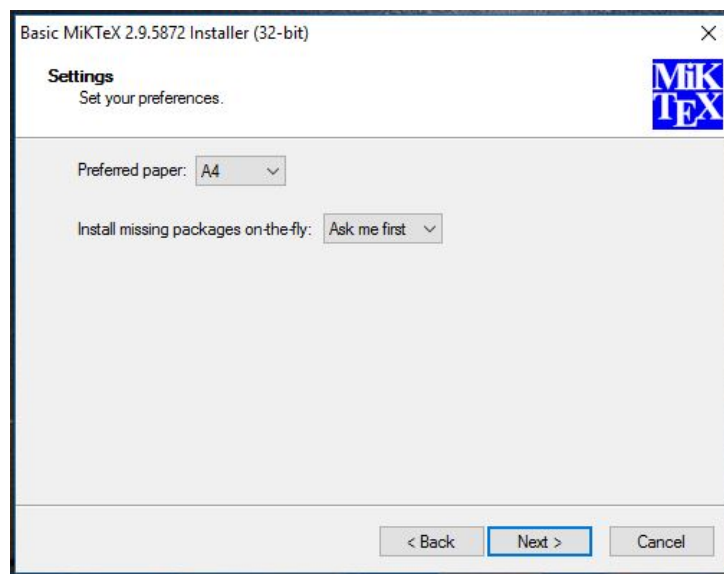 Basic MiKTeX 2.9.5872 Installer (32-bit)
Settings
Set your preferences.
MiK
TEX
Preferred paper: A4
Install missing packages on-the-fly: Ask me first
< Back Next > Cancel